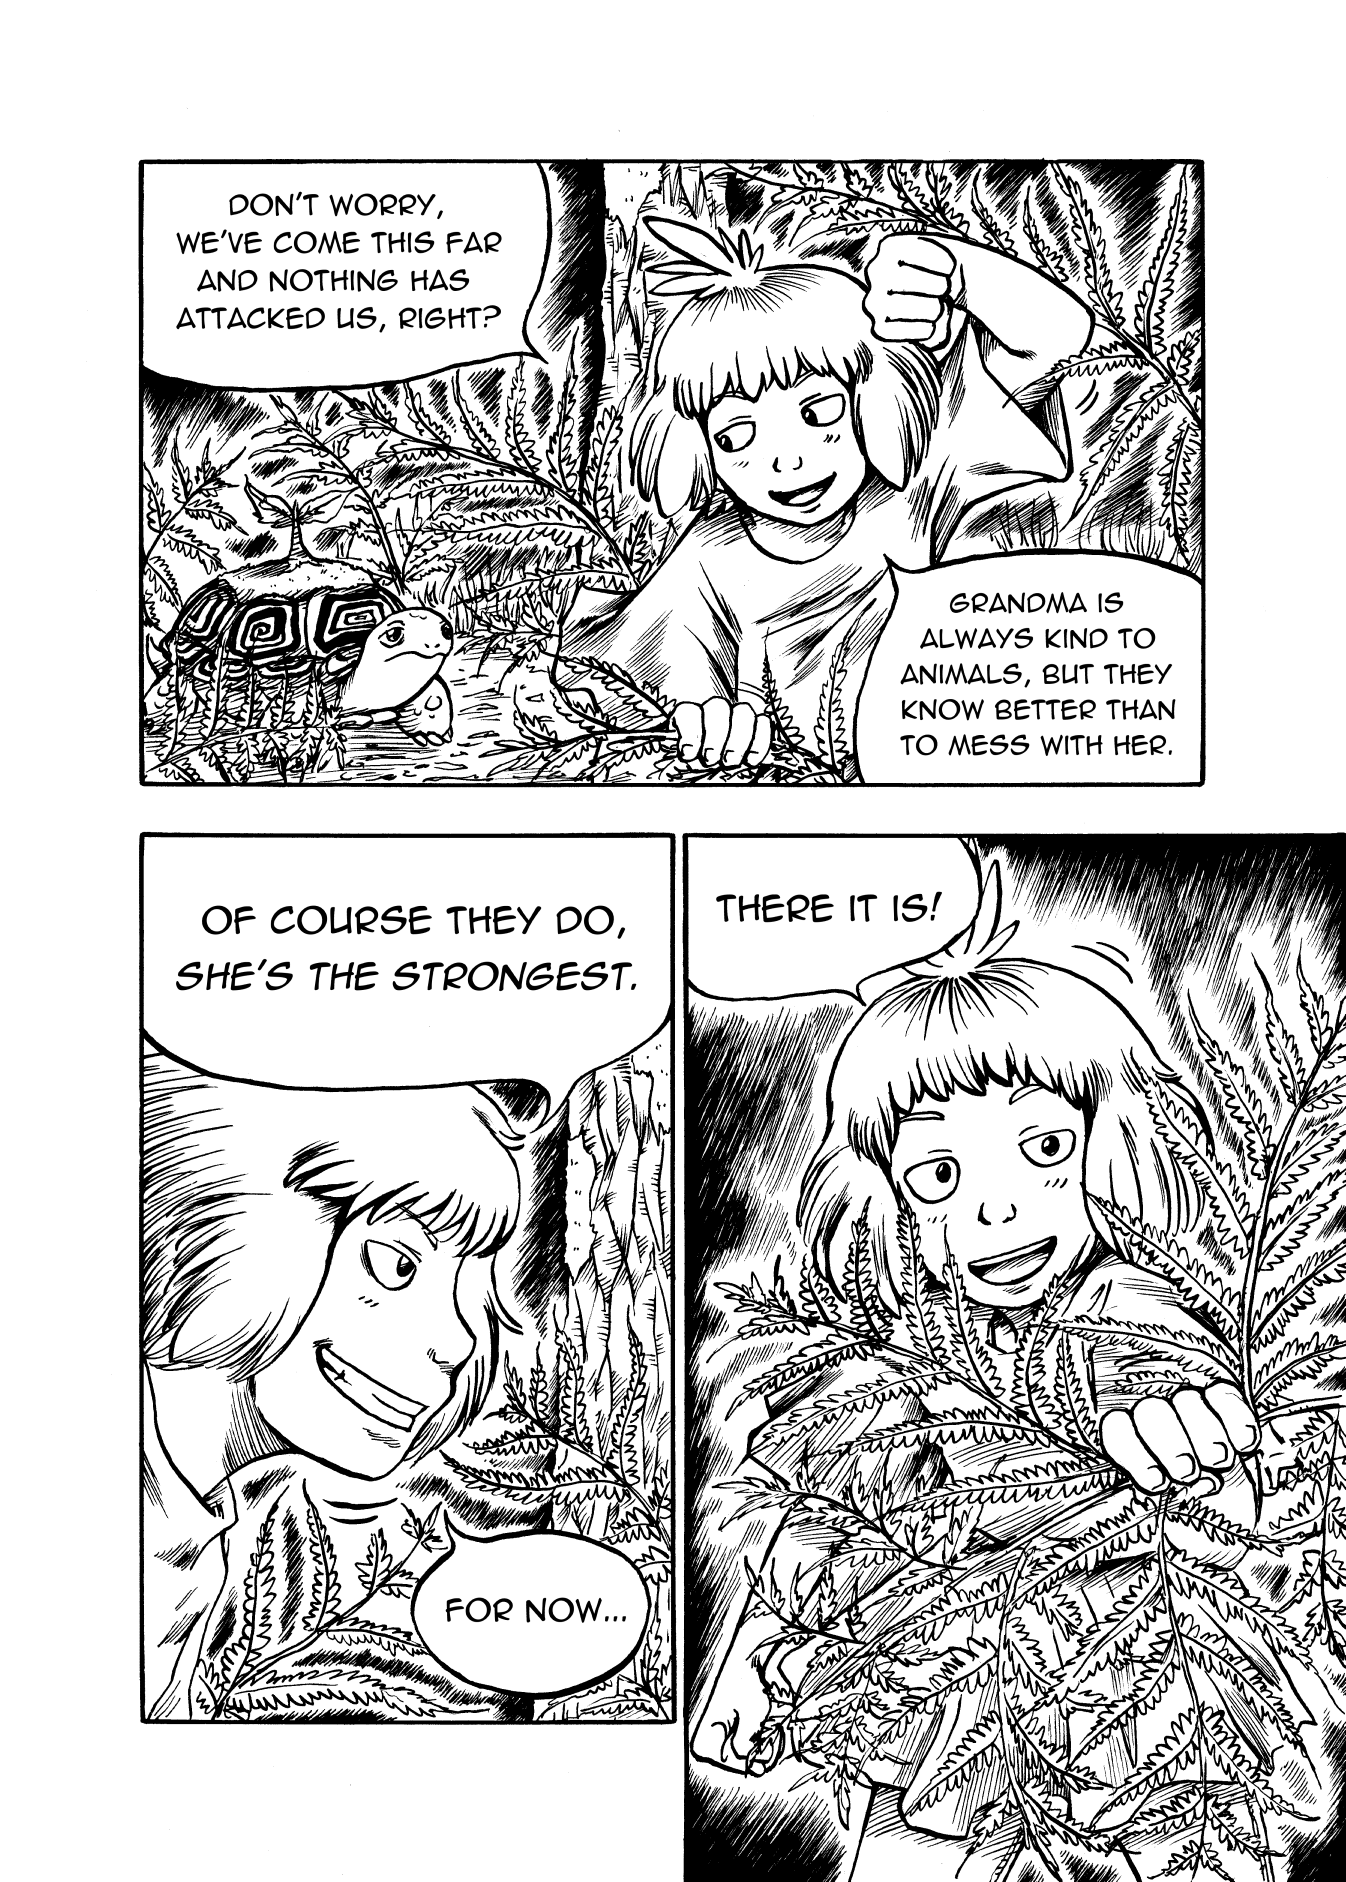 DON'T WORRY,
WE'VE COME THIS FAR
AND NOTHING HAS
ATTACKED US, RIGHT?
GRANDMA IS
ALWAYS KIND TO
ANIMALS, BUT THEY
KNOW BETTER THAN
TO MESS WITH HER.
OF COURSE THEY DO,
SHE'S THE STRONGEST.
FOR NOW...
THERE IT IS!